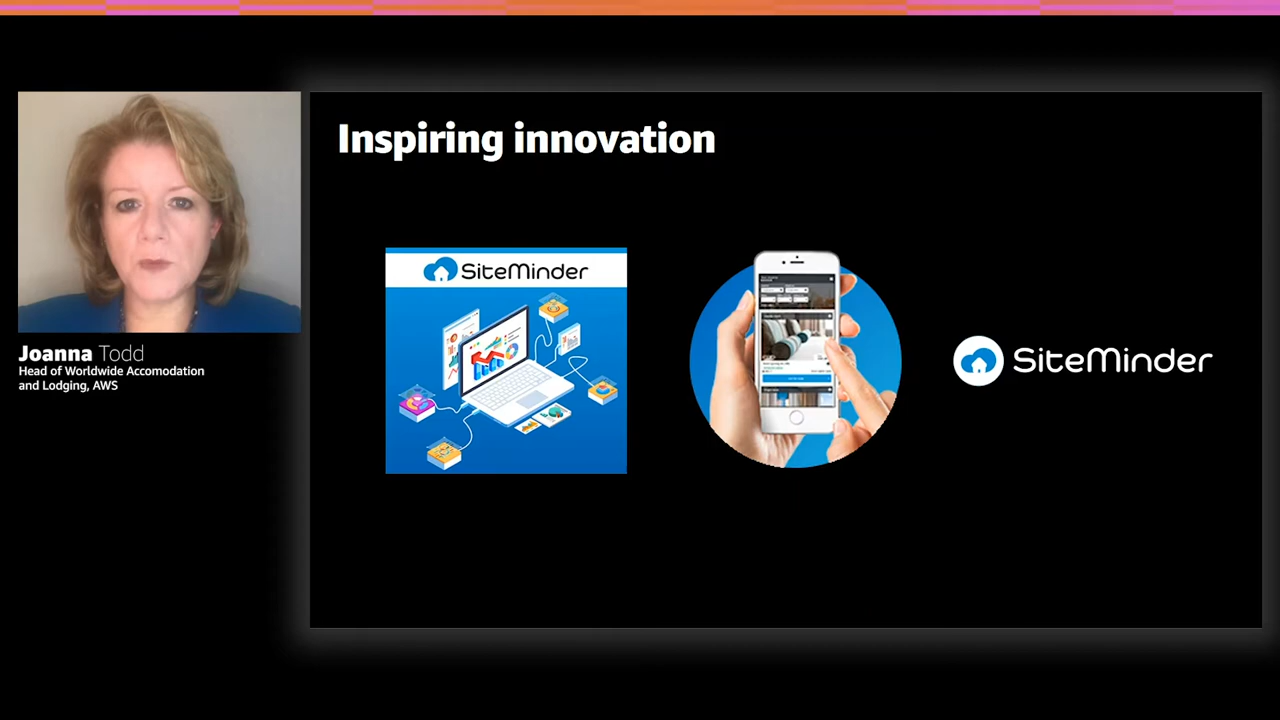 Inspiring innovation
SiteMinder
SiteMinder
Joanna Todd
Head of Worldwide Accomodation
and Lodging, AWS